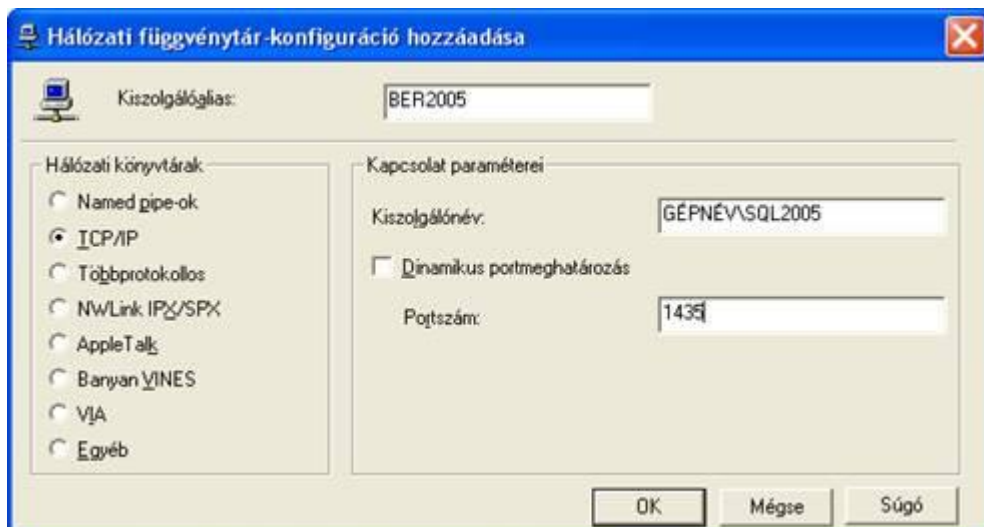 Hálózati függvénytár-konfiguráció hozzáadása
Kiszolgálóalias:
BER2005
Hálózati könyvtárak
Named pipe-ok
TCP/IP
Többprotokollos
NWLink IPX/SPX
AppleTalk
Banyan VINES
VIA
Egyéb
Kapcsolat paraméterei
Kiszolgálónév:
GÉPNÉV\SQL2005
Dinamikus portmeghatározás
Portszám:
1435
OK
Mégse
Súgó